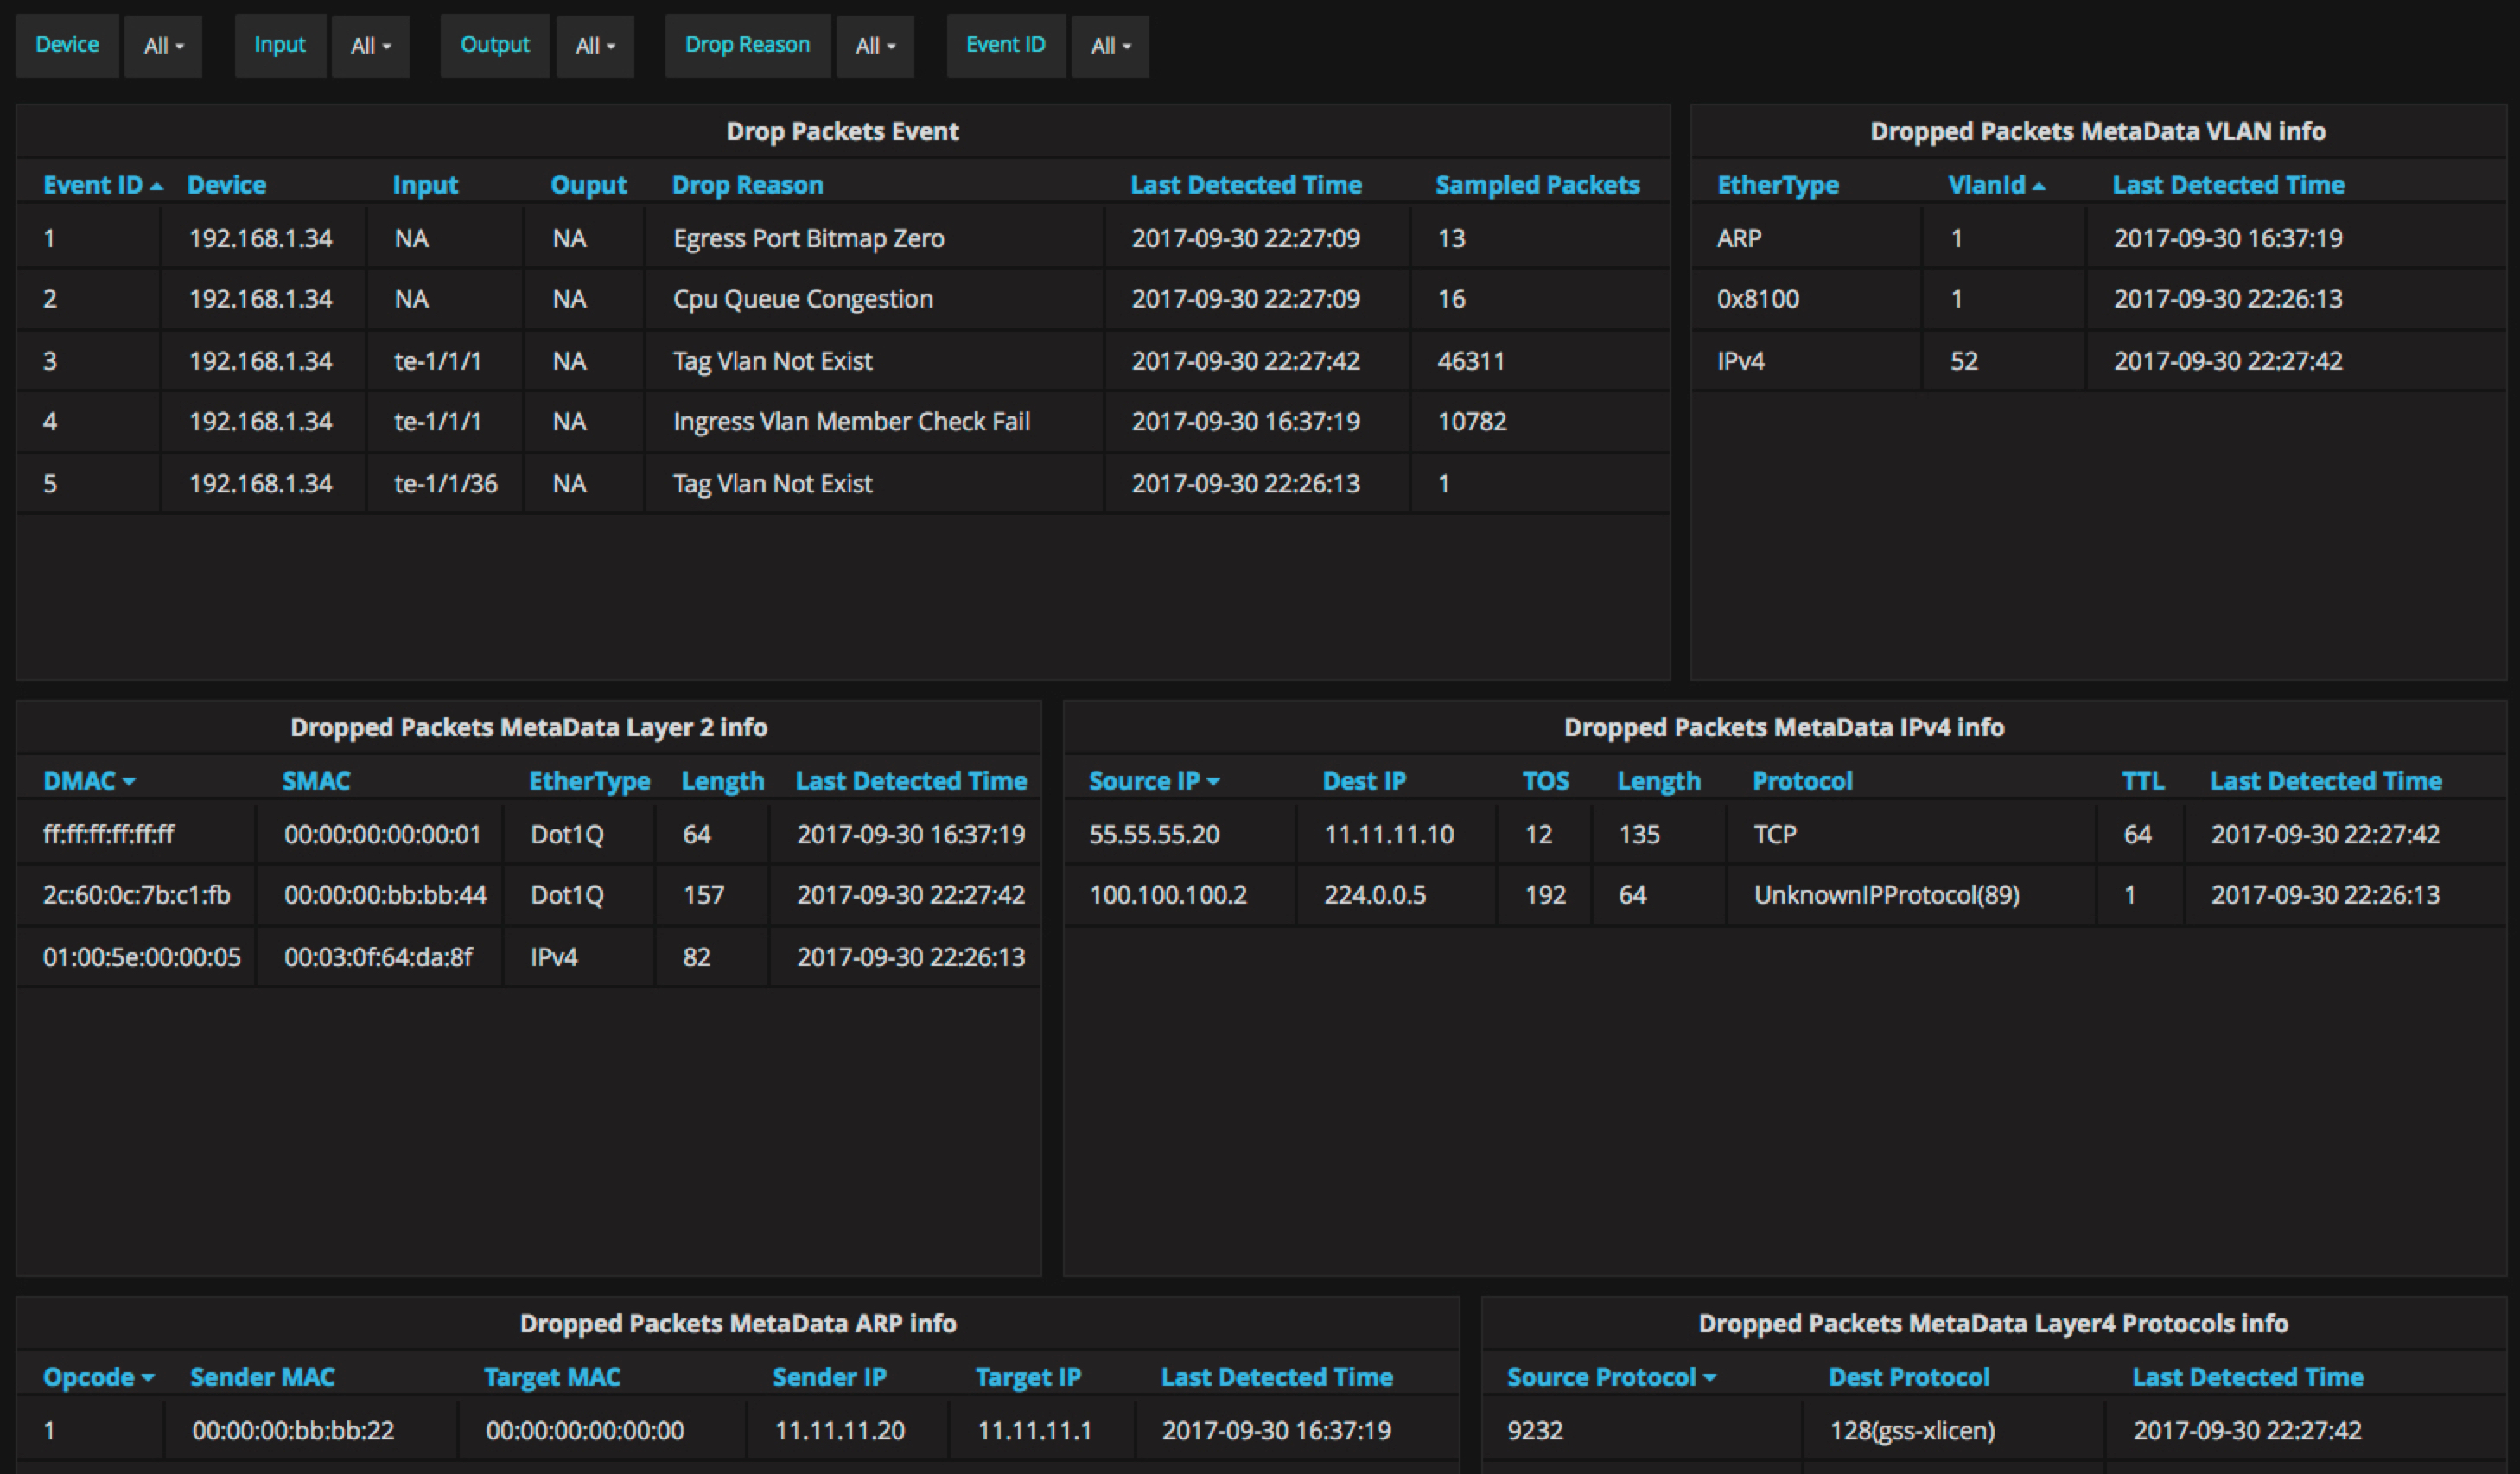 Device All Input All Output All Drop Reason All Event ID All
Drop Packets Event
Event ID Device Input Ouput Drop Reason Last Detected Time Sampled Packets
1 192.168.1.34 NA NA Egress Port Bitmap Zero 2017-09-30 22:27:09 13
2 192.168.1.34 NA NA Cpu Queue Congestion 2017-09-30 22:27:09 16
3 192.168.1.34 te-1/1/1 NA Tag Vlan Not Exist 2017-09-30 22:27:42 46311
4 192.168.1.34 te-1/1/1 NA Ingress Vlan Member Check Fail 2017-09-30 16:37:19 10782
5 192.168.1.34 te-1/1/36 NA Tag Vlan Not Exist 2017-09-30 22:26:13 1
Dropped Packets MetaData VLAN info
EtherType VlanId Last Detected Time
ARP 1 2017-09-30 16:37:19
0x8100 1 2017-09-30 22:26:13
IPv4 52 2017-09-30 22:27:42
Dropped Packets MetaData Layer 2 info
DMAC SMAC EtherType Length Last Detected Time
ff:ff:ff:ff:ff:ff 00:00:00:00:00:01 Dot1Q 64 2017-09-30 16:37:19
2c:60:0c:7b:c1:fb 00:00:00:bb:bb:44 Dot1Q 157 2017-09-30 22:27:42
01:00:5e:00:00:05 00:03:0f:64:da:8f IPv4 82 2017-09-30 22:26:13
Dropped Packets MetaData IPv4 info
Source IP Dest IP TOS Length Protocol TTL Last Detected Time
55.55.55.20 11.11.11.10 12 135 TCP 64 2017-09-30 22:27:42
100.100.100.2 224.0.0.5 192 64 UnknownIPProtocol(89) 1 2017-09-30 22:26:13
Dropped Packets MetaData ARP info
Opcode Sender MAC Target MAC Sender IP Target IP Last Detected Time
1 00:00:00:bb:bb:22 00:00:00:00:00:00 11.11.11.20 11.11.11.1 2017-09-30 16:37:19
Dropped Packets MetaData Layer4 Protocols info
Source Protocol Dest Protocol Last Detected Time
9232 128(gss-xlicen) 2017-09-30 22:27:42